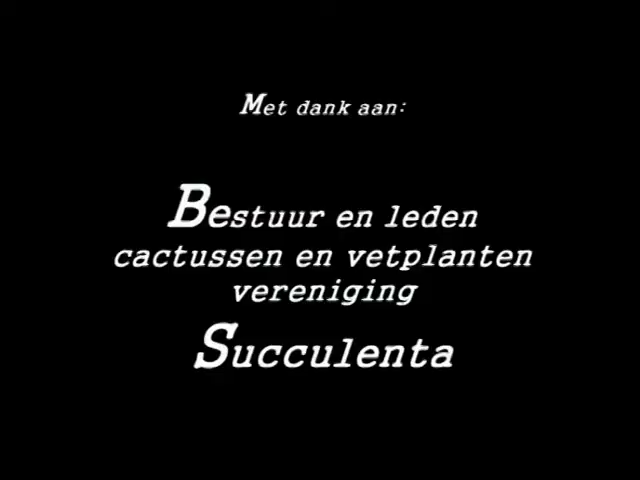 Met dank aan:
Bestuur en leden
cactussen en vetplanten
vereniging
Succulenta